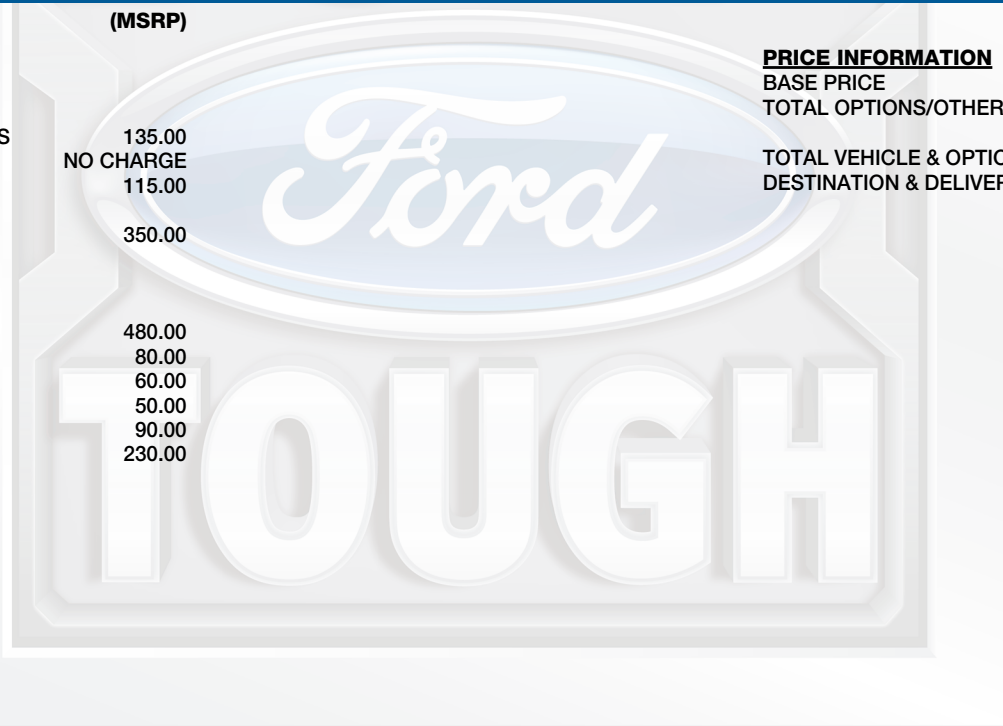 (MSRP)
S 135.00
NO CHARGE
115.00
350.00
480.00
80.00
60.00
50.00
90.00
230.00
PRICE INFORMATION
BASE PRICE
TOTAL OPTIONS/OTHER
TOTAL VEHICLE & OPTIO
DESTINATION & DELIVER
Ford
TOUGH